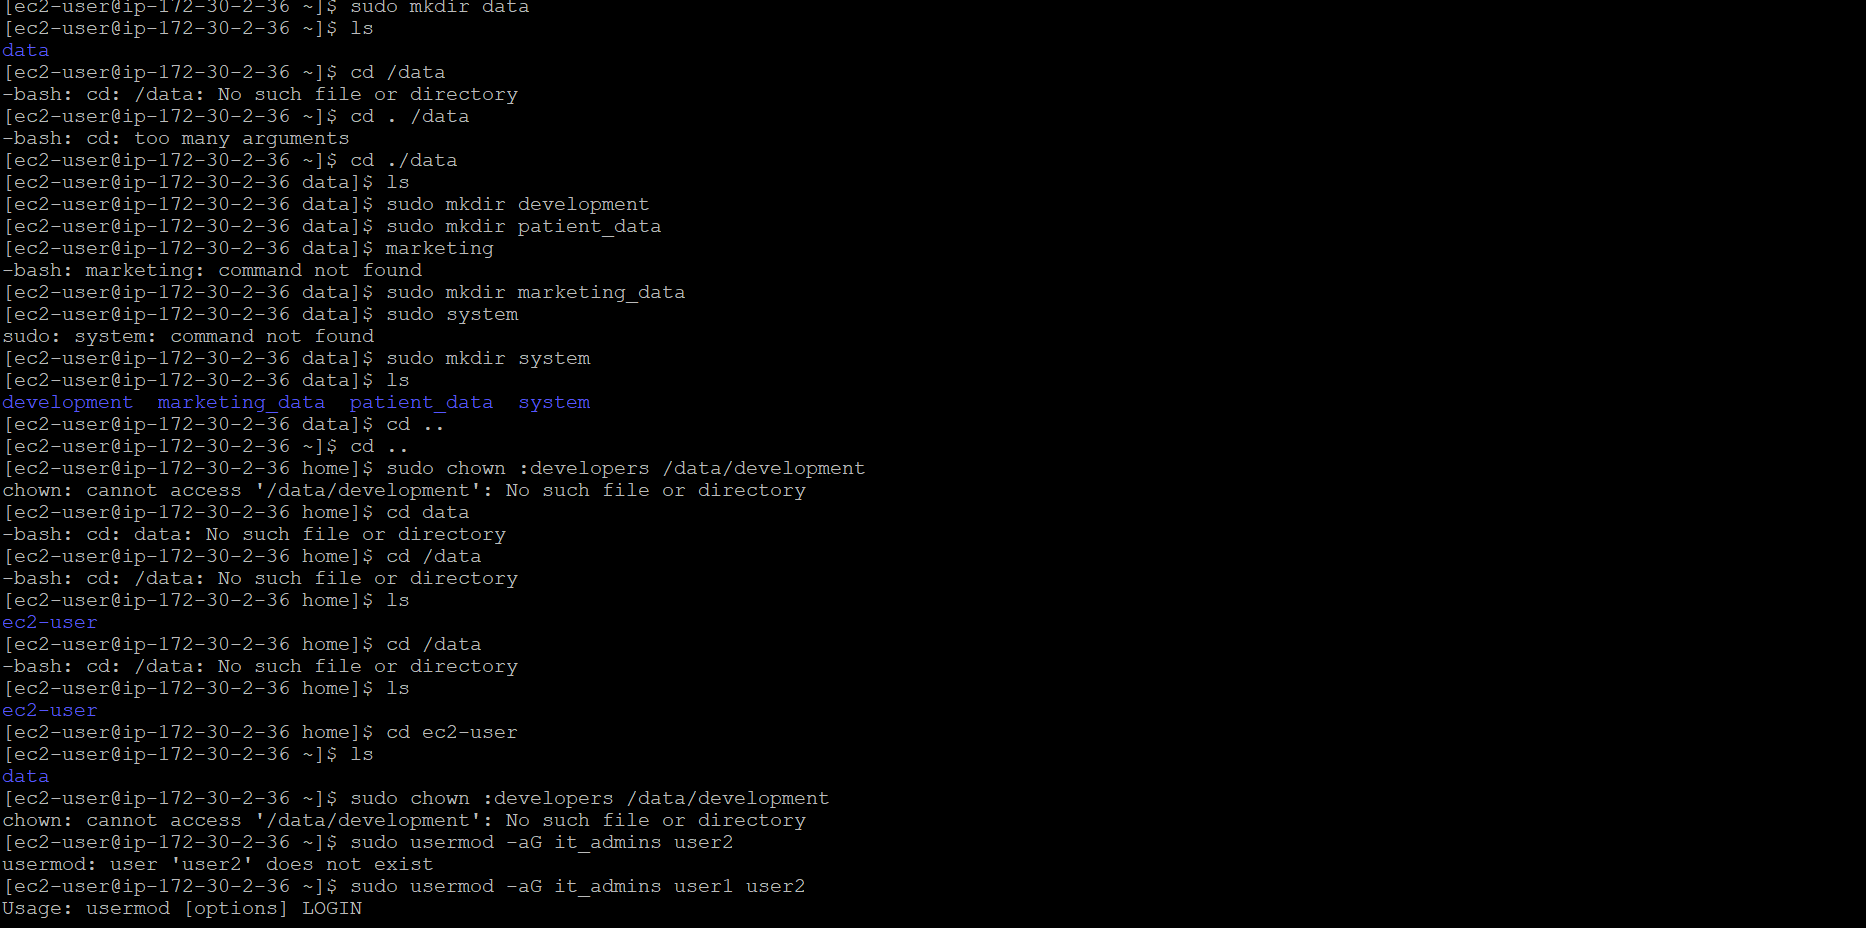 [ec2-user@ip-172-30-2-36 ~]$ sudo mkdir data
[ec2-user@ip-172-30-2-36 ~]$ ls
data
[ec2-user@ip-172-30-2-36 ~]$ cd /data
-bash: cd: /data: No such file or directory
[ec2-user@ip-172-30-2-36 ~]$ cd . /data
-bash: cd: too many arguments
[ec2-user@ip-172-30-2-36 ~]$ cd ./data
[ec2-user@ip-172-30-2-36 data]$ ls
[ec2-user@ip-172-30-2-36 data]$ sudo mkdir development
[ec2-user@ip-172-30-2-36 data]$ sudo mkdir patient_data
[ec2-user@ip-172-30-2-36 data]$ marketing
-bash: marketing: command not found
[ec2-user@ip-172-30-2-36 data]$ sudo mkdir marketing_data
[ec2-user@ip-172-30-2-36 data]$ sudo system
sudo: system: command not found
[ec2-user@ip-172-30-2-36 data]$ sudo mkdir system
[ec2-user@ip-172-30-2-36 data]$ ls
development  marketing_data  patient_data  system
[ec2-user@ip-172-30-2-36 data]$ cd ..
[ec2-user@ip-172-30-2-36 ~]$ cd ..
[ec2-user@ip-172-30-2-36 home]$ sudo chown :developers /data/development
chown: cannot access '/data/development': No such file or directory
[ec2-user@ip-172-30-2-36 home]$ cd data
-bash: cd: data: No such file or directory
[ec2-user@ip-172-30-2-36 home]$ cd /data
-bash: cd: /data: No such file or directory
[ec2-user@ip-172-30-2-36 home]$ ls
ec2-user
[ec2-user@ip-172-30-2-36 home]$ cd /data
-bash: cd: /data: No such file or directory
[ec2-user@ip-172-30-2-36 home]$ ls
ec2-user
[ec2-user@ip-172-30-2-36 home]$ cd ec2-user
[ec2-user@ip-172-30-2-36 ~]$ ls
data
[ec2-user@ip-172-30-2-36 ~]$ sudo chown :developers /data/development
chown: cannot access '/data/development': No such file or directory
[ec2-user@ip-172-30-2-36 ~]$ sudo usermod -aG it_admins user2
usermod: user 'user2' does not exist
[ec2-user@ip-172-30-2-36 ~]$ sudo usermod -aG it_admins user1 user2
Usage: usermod [options] LOGIN